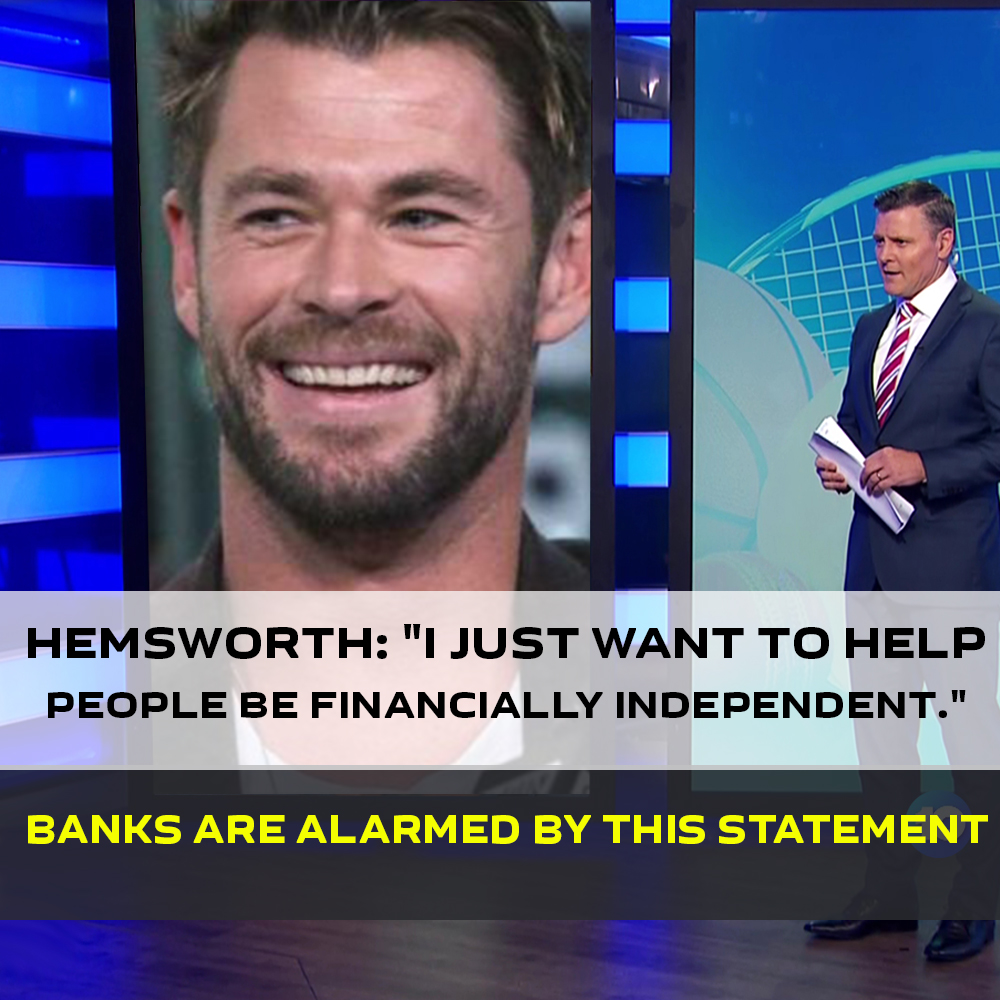 HEMSWORTH: "I JUST WANT TO HELP
PEOPLE BE FINANCIALLY INDEPENDENT."
BANKS ARE ALARMED BY THIS STATEMENT